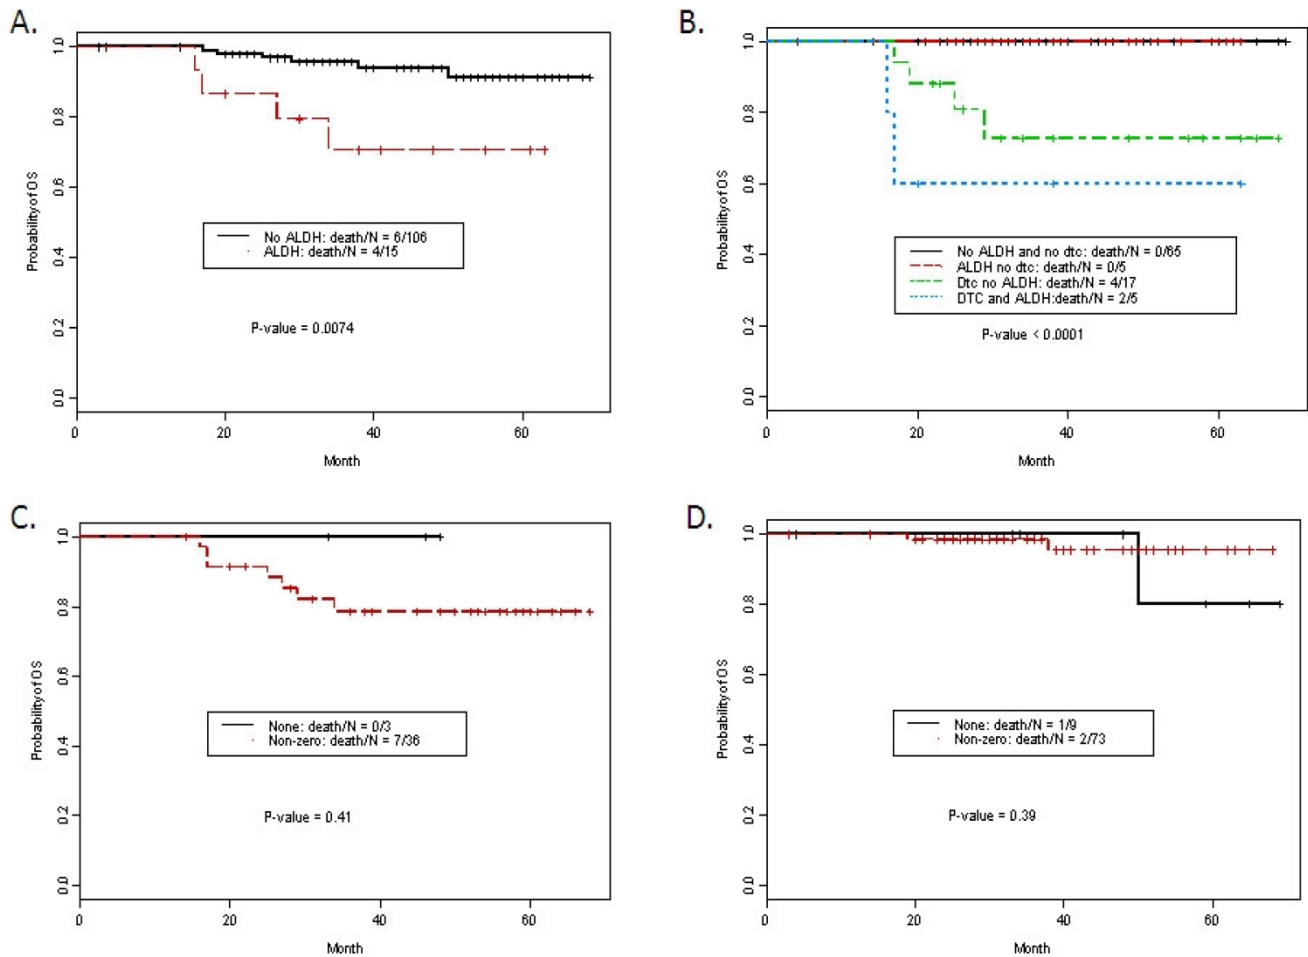 A.
1.0
0.8
0.6
0.4
0.2
0.0
Probability of OS
No ALDH: death/N = 6/106
ALDH: death/N = 4/15
P-value = 0.0074
0 20 40 60
Month
B.
1.0
0.8
0.6
0.4
0.2
0.0
Probability of OS
No ALDH and no dtc: death/N = 0/65
ALDH no dtc: death/N = 0/5
Dtc no ALDH: death/N = 4/17
DTC and ALDH:death/N = 2/5
P-value < 0.0001
0 20 40 60
Month
C.
1.0
0.8
0.6
0.4
0.2
0.0
Probability of OS
None: death/N = 0/3
Non-zero: death/N = 7/36
P-value = 0.41
0 20 40 60
Month
D.
1.0
0.8
0.6
0.4
0.2
0.0
Probability of OS
None: death/N = 1/9
Non-zero: death/N = 2/73
P-value = 0.39
0 20 40 60
Month